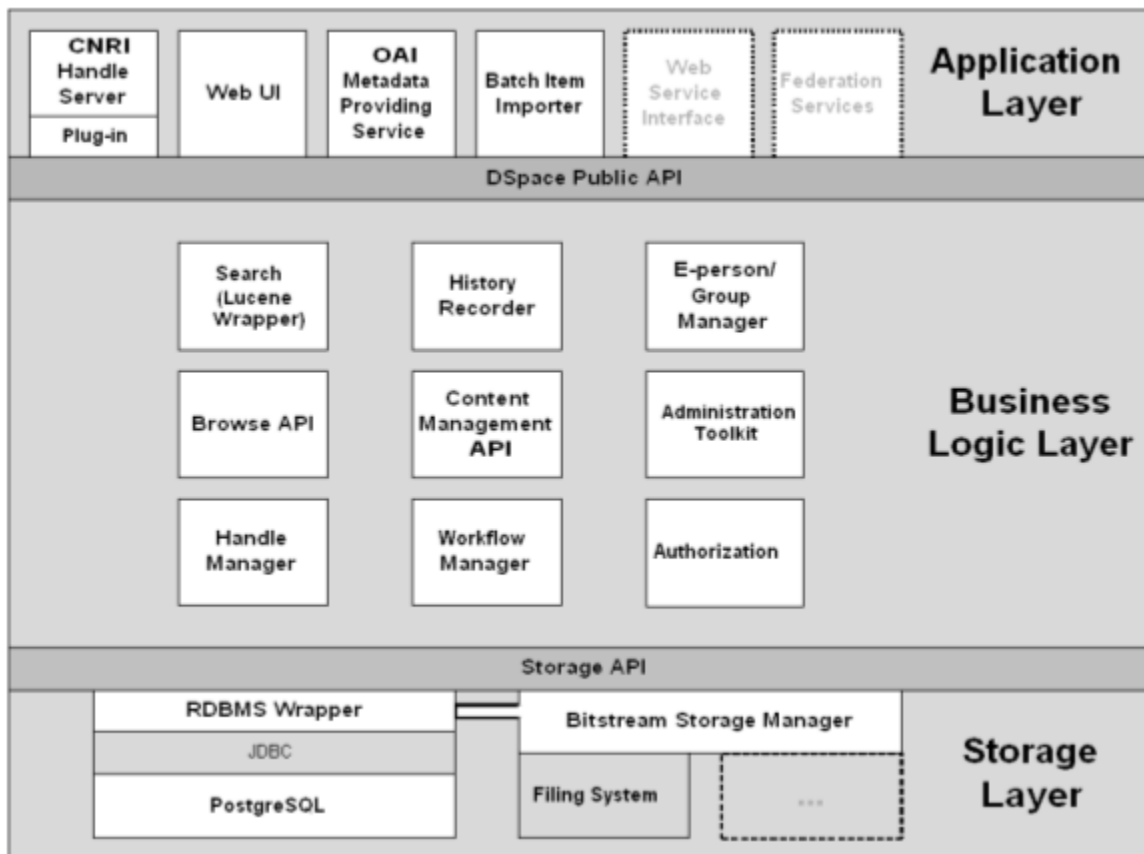 CNRI
Handle
Server
Plug-in
Web UI
OAI
Metadata
Providing
Service
Batch Item
Importer
Web
Service
Interface
Federation
Services
Application
Layer
DSpace Public API
Search
(Lucene
Wrapper)
History
Recorder
E-person/
Group
Manager
Browse API
Content
Management
API
Administration
Toolkit
Business
Logic Layer
Handle
Manager
Workflow
Manager
Authorization
Storage API
RDBMS Wrapper
JDBC
PostgreSQL
Bitstream Storage Manager
Filing System
...
Storage
Layer